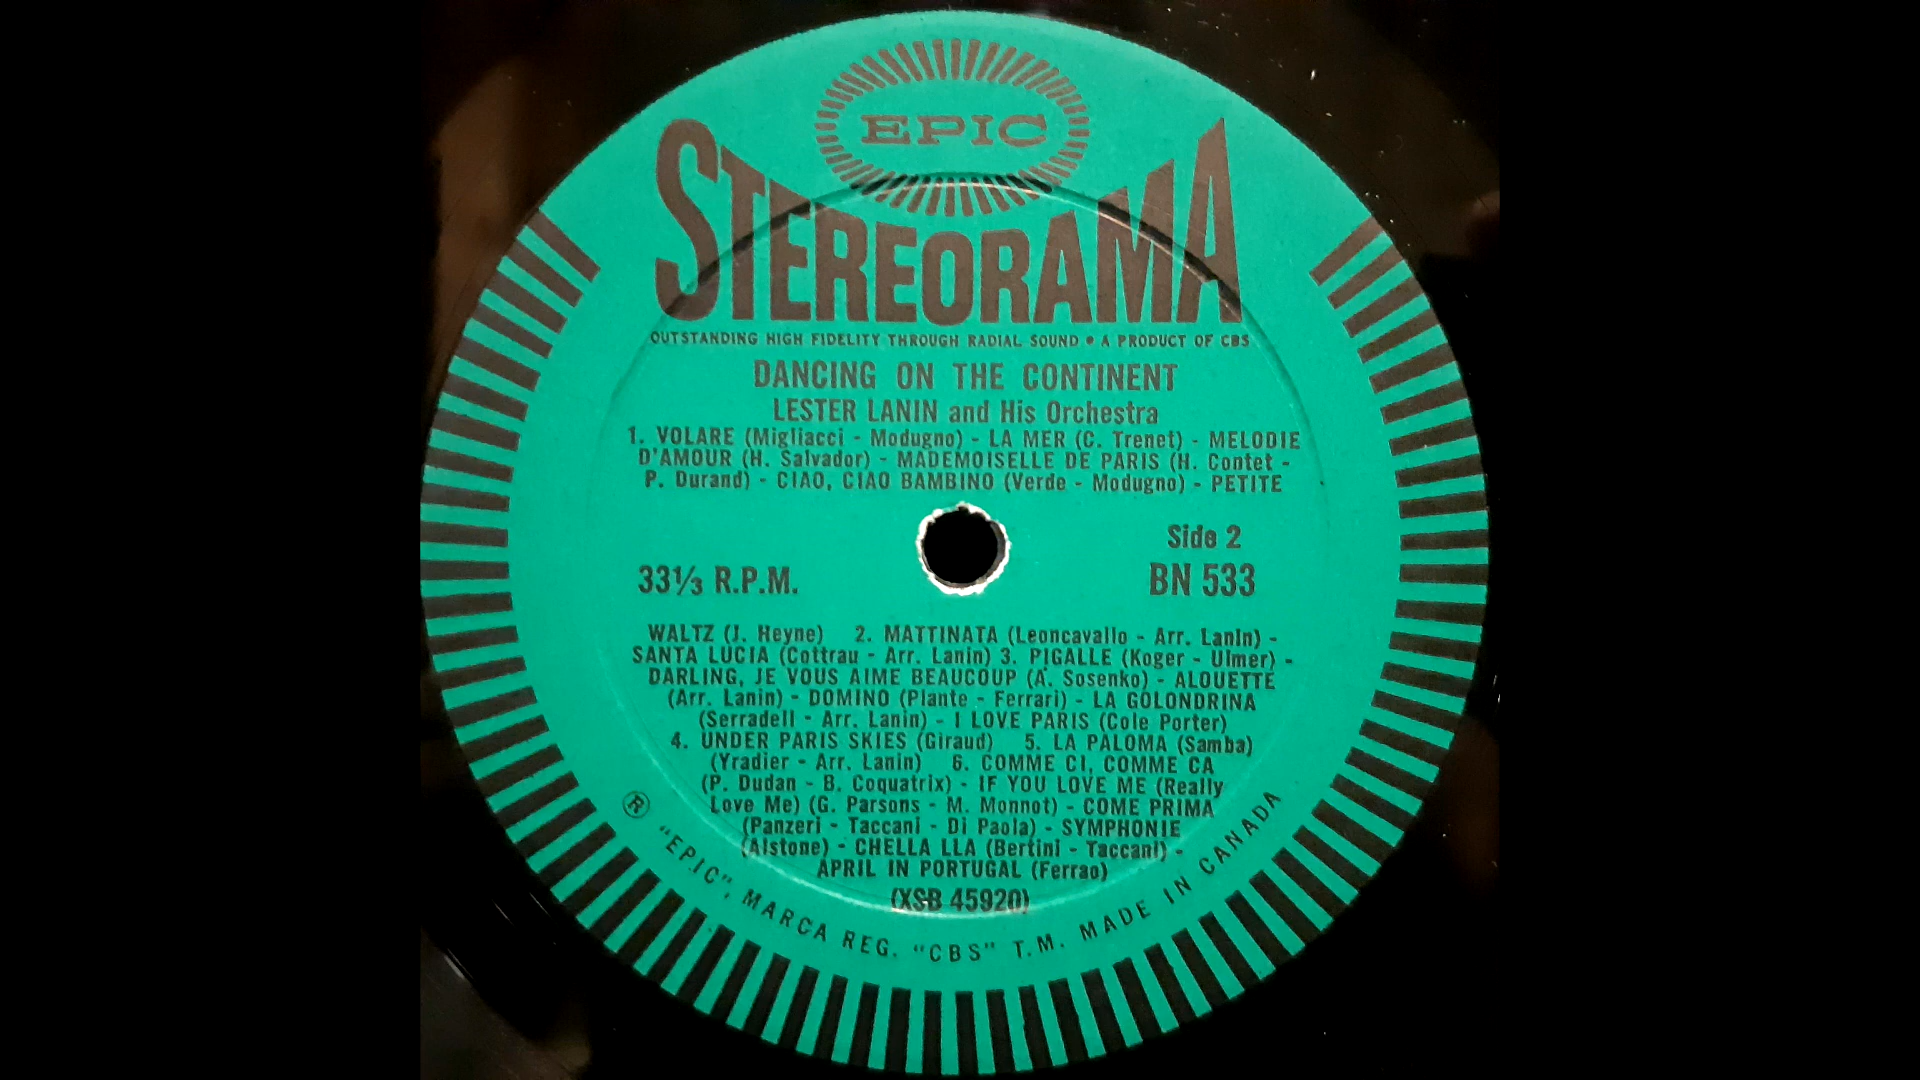 EPIC
STEREORAMA
OUTSTANDING HIGH FIDELITY THROUGH RADIAL SOUND • A PRODUCT OF CBS
DANCING ON THE CONTINENT
LESTER LANIN and His Orchestra
1. VOLARE (Migliacci - Modugno) - LA MER (C. Trenet) - MELODIE
D'AMOUR (H. Salvador) - MADEMOISELLE DE PARIS (H. Contet -
P. Durand) - CIAO, CIAO BAMBINO (Verde - Modugno) - PETITE
Side 2
33⅓ R.P.M.
BN 533
WALTZ (J. Heyne) 2. MATTINATA (Leoncavallo - Arr. Lanin) -
SANTA LUCIA (Cottrau - Arr. Lanin) 3. PIGALLE (Koger - Ulmer) -
DARLING, JE VOUS AIME BEAUCOUP (A. Sosenko) - ALOUETTE
(Arr. Lanin) - DOMINO (Plante - Ferrari) - LA GOLONDRINA
(Serradell - Arr. Lanin) - I LOVE PARIS (Cole Porter)
4. UNDER PARIS SKIES (Giraud) 5. LA PALOMA (Samba)
(Yradier - Arr. Lanin) 6. COMME CI, COMME CA
(P. Dudan - B. Coquatrix) - IF YOU LOVE ME (Really
Love Me) (G. Parsons - M. Monnot) - COME PRIMA
(Panzeri - Taccani - Di Paola) - SYMPHONIE
(Alstone) - CHELLA LLA (Bertini - Taccani) -
APRIL IN PORTUGAL (Ferrao)
(XSB 45920)
® "EPIC", MARCA REG. "CBS" T.M. MADE IN CANADA